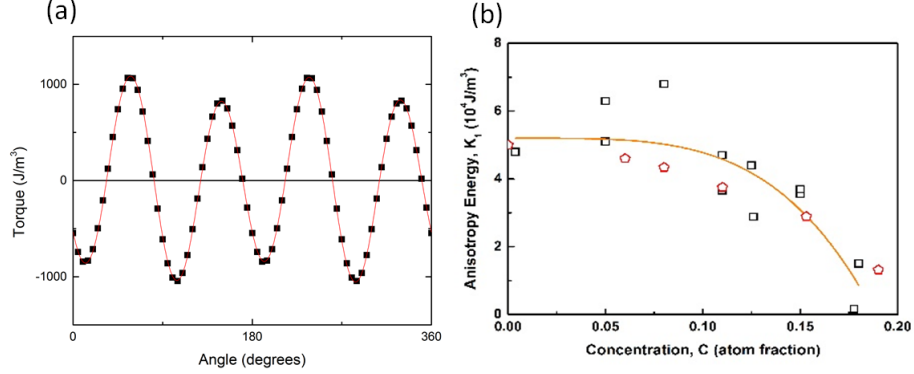 (a)
Torque (J/m³)
1000
0
-1000
0
180
360
Angle (degrees)
(b)
Anisotropy Energy, K₁ (10⁴J/m³)
8
6
4
2
0
0.00
0.05
0.10
0.15
0.20
Concentration, C (atom fraction)